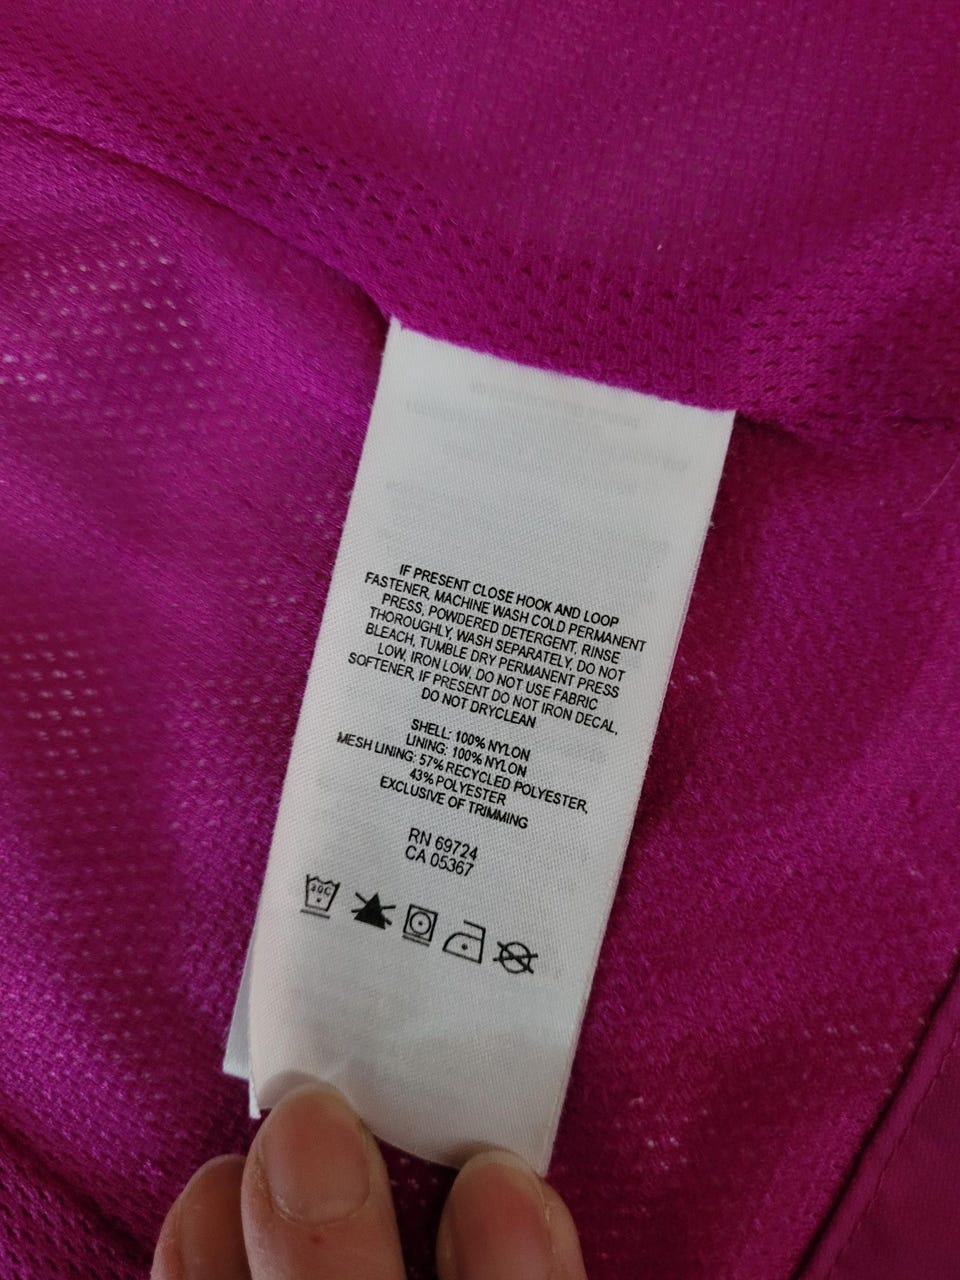 IF PRESENT CLOSE HOOK AND LOOP
FASTENER, MACHINE WASH COLD PERMANENT
PRESS, POWDERED DETERGENT, RINSE
THOROUGHLY, WASH SEPARATELY, DO NOT
BLEACH, TUMBLE DRY PERMANENT PRESS
LOW, IRON LOW, DO NOT USE FABRIC
SOFTENER, IF PRESENT DO NOT IRON DECAL,
DO NOT DRYCLEAN
SHELL: 100% NYLON
LINING: 100% NYLON
MESH LINING: 57% RECYCLED POLYESTER,
43% POLYESTER
EXCLUSIVE OF TRIMMING
RN 69724
CA 05367
30C